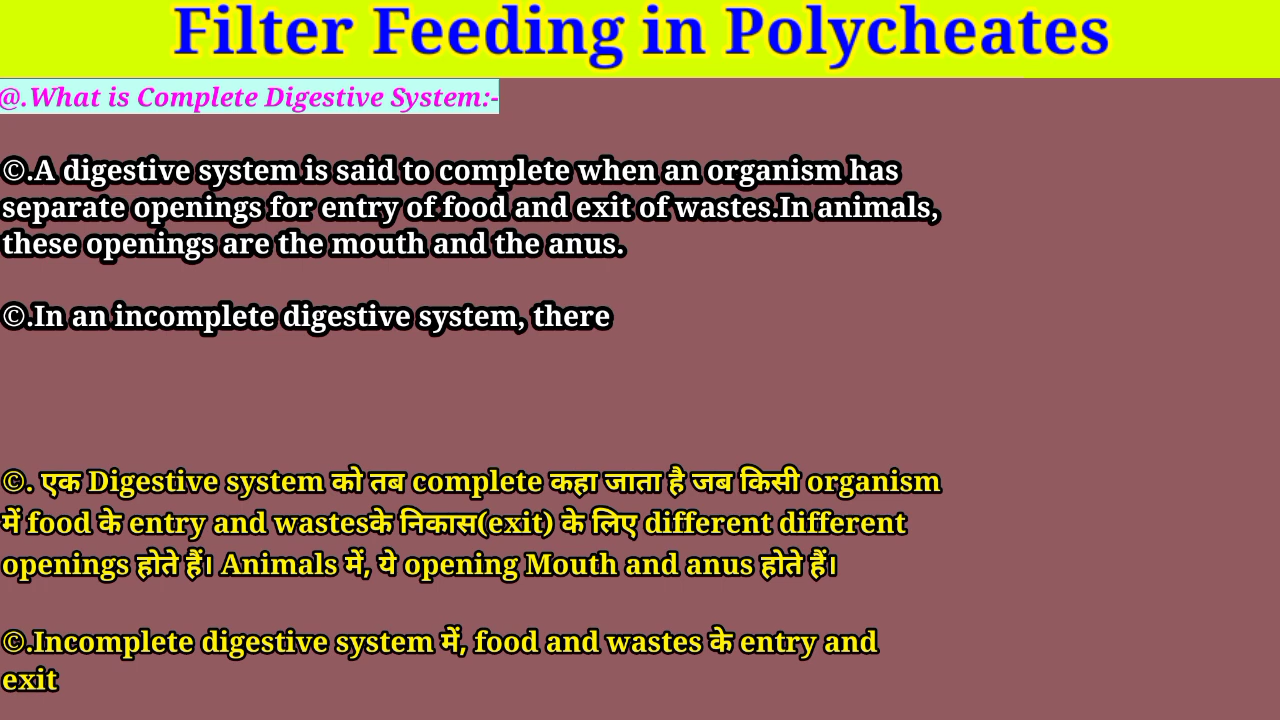 Filter Feeding in Polycheates
@.What is Complete Digestive System:-
©.A digestive system is said to complete when an organism has
separate openings for entry of food and exit of wastes.In animals,
these openings are the mouth and the anus.
©.In an incomplete digestive system, there
©. एक Digestive system को तब complete कहा जाता है जब किसी organism
में food के entry and wastesके निकास(exit) के लिए different different
openings होते हैं। Animals में, ये opening Mouth and anus होते हैं।
©.Incomplete digestive system में, food and wastes के entry and
exit